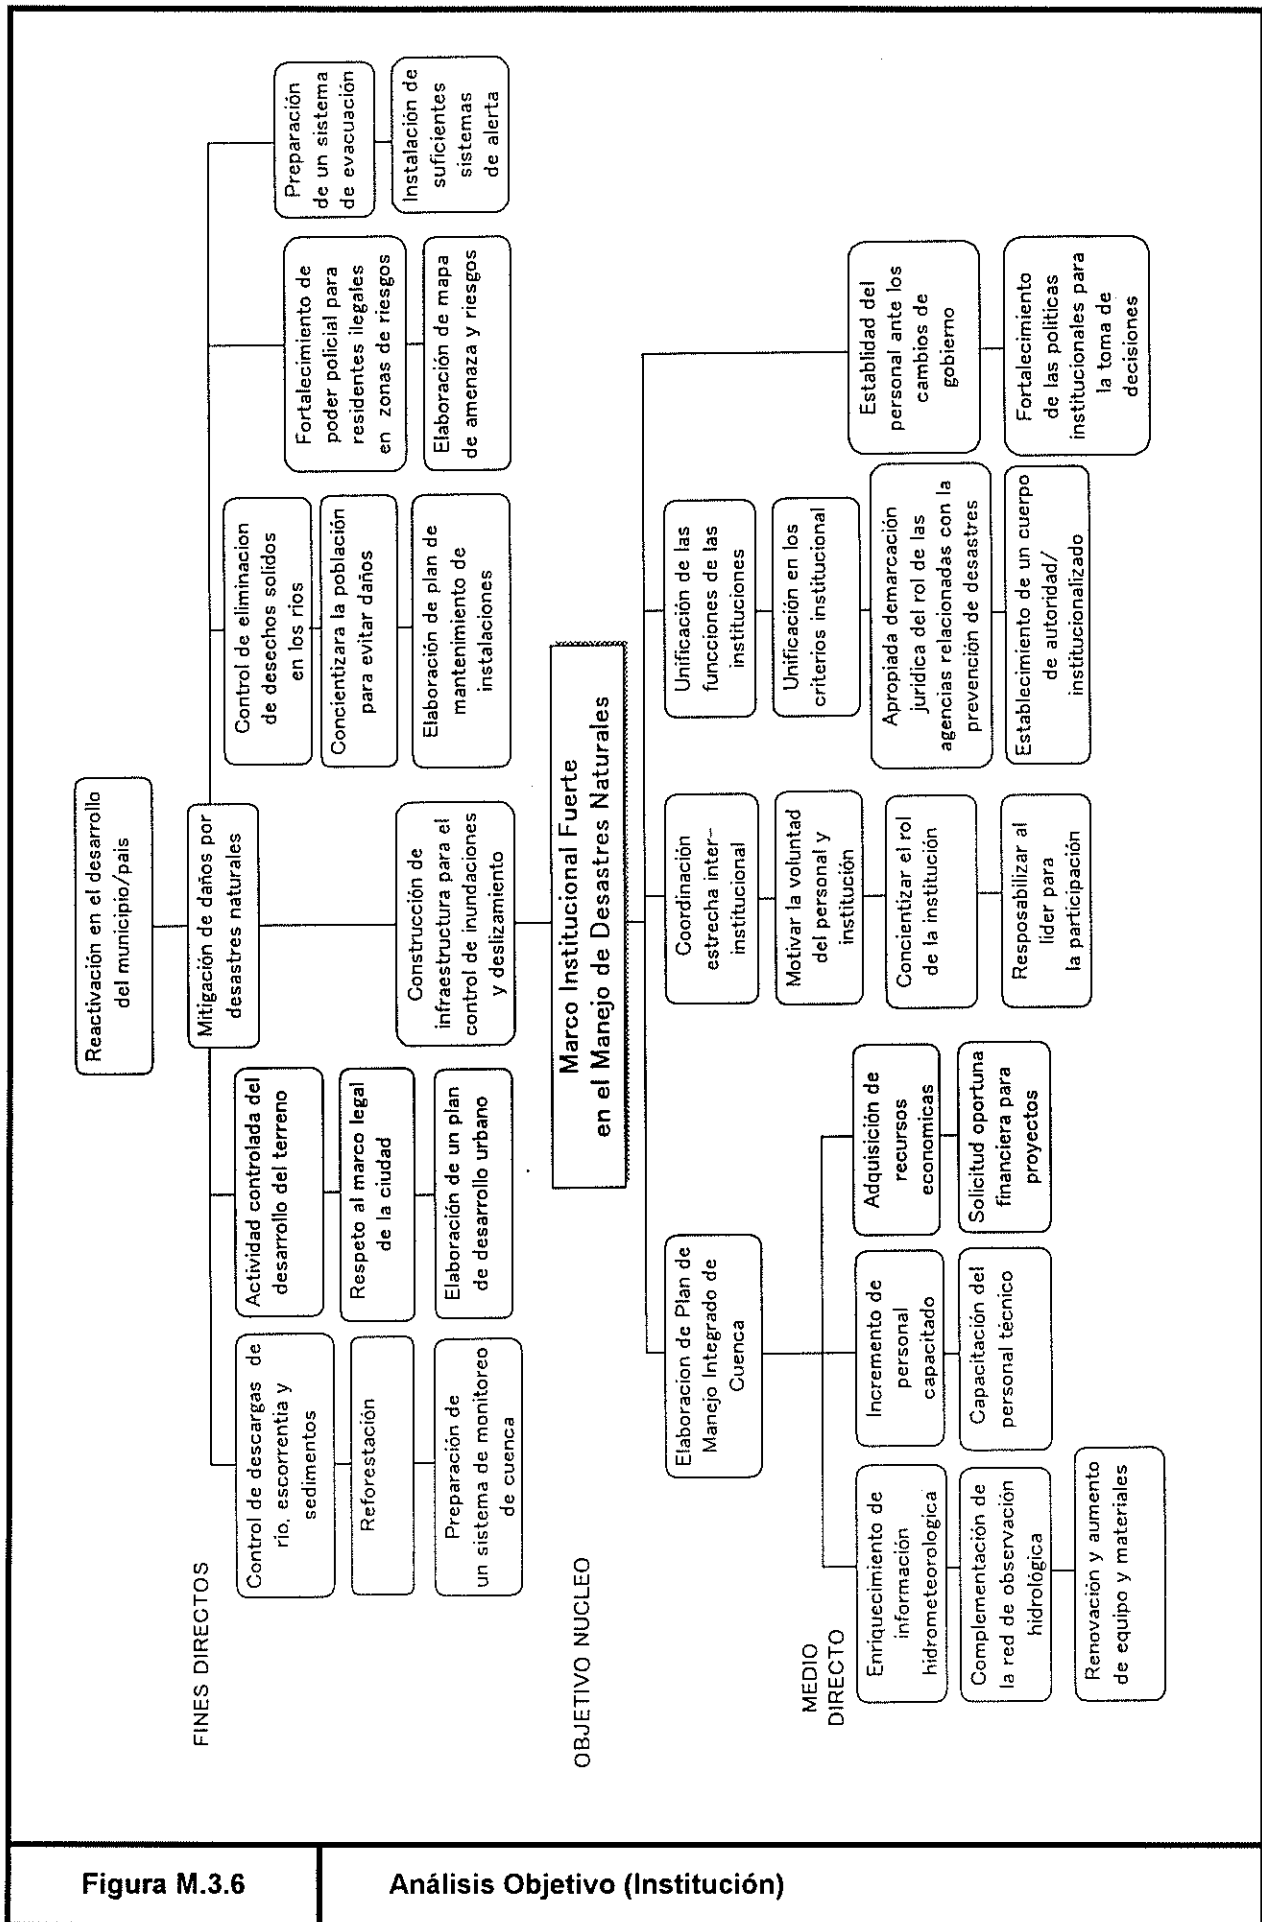 Reactivación en el desarrollo
del municipio/pais
FINES DIRECTOS
Mitigación de daños por
desastres naturales
Control de descargas de
rio, escorrentia y
sedimentos
Reforestación
Preparación de
un sistema de monitoreo
de cuenca
Actividad controlada del
desarrollo del terreno
Respeto al marco legal
de la ciudad
Elaboración de un plan
de desarrollo urbano
Construcción de
infraestructura para el
control de inundaciones
y deslizamiento
Control de eliminacion
de desechos solidos
en los rios
Concientizara la población
para evitar daños
Elaboración de plan de
mantenimiento de
instalaciones
Fortalecimiento de
poder policial para
residentes ilegales
en zonas de riesgos
Elaboración de mapa
de amenaza y riesgos
Preparación
de un sistema
de evacuación
Instalación de
suficientes
sistemas
de alerta
OBJETIVO NUCLEO
Marco Institucional Fuerte
en el Manejo de Desastres Naturales
Elaboracion de Plan de
Manejo Integrado de
Cuenca
MEDIO
DIRECTO
Enriquecimiento de
información
hidrometeorologica
Complementación de
la red de observación
hidrológica
Renovación y aumento
de equipo y materiales
Incremento de
personal
capacitado
Capacitación del
personal técnico
Adquisición de
recursos
economicas
Solicitud oportuna
financiera para
proyectos
Coordinación
estrecha inter-
institucional
Motivar la voluntad
del personal y
institución
Concientizar el rol
de la institución
Resposabilizar al
lider para
la participación
Unificación de las
funcciones de las
instituciones
Unificación en los
criterios institucional
Apropiada demarcación
juridica del rol de las
agencias relacionadas con la
prevención de desastres
Establecimiento de un cuerpo
de autoridad/
institucionalizado
Establidad del
personal ante los
cambios de
gobierno
Fortalecimiento
de las politicas
institucionales para
la toma de
decisiones
Figura M.3.6
Análisis Objetivo (Institución)